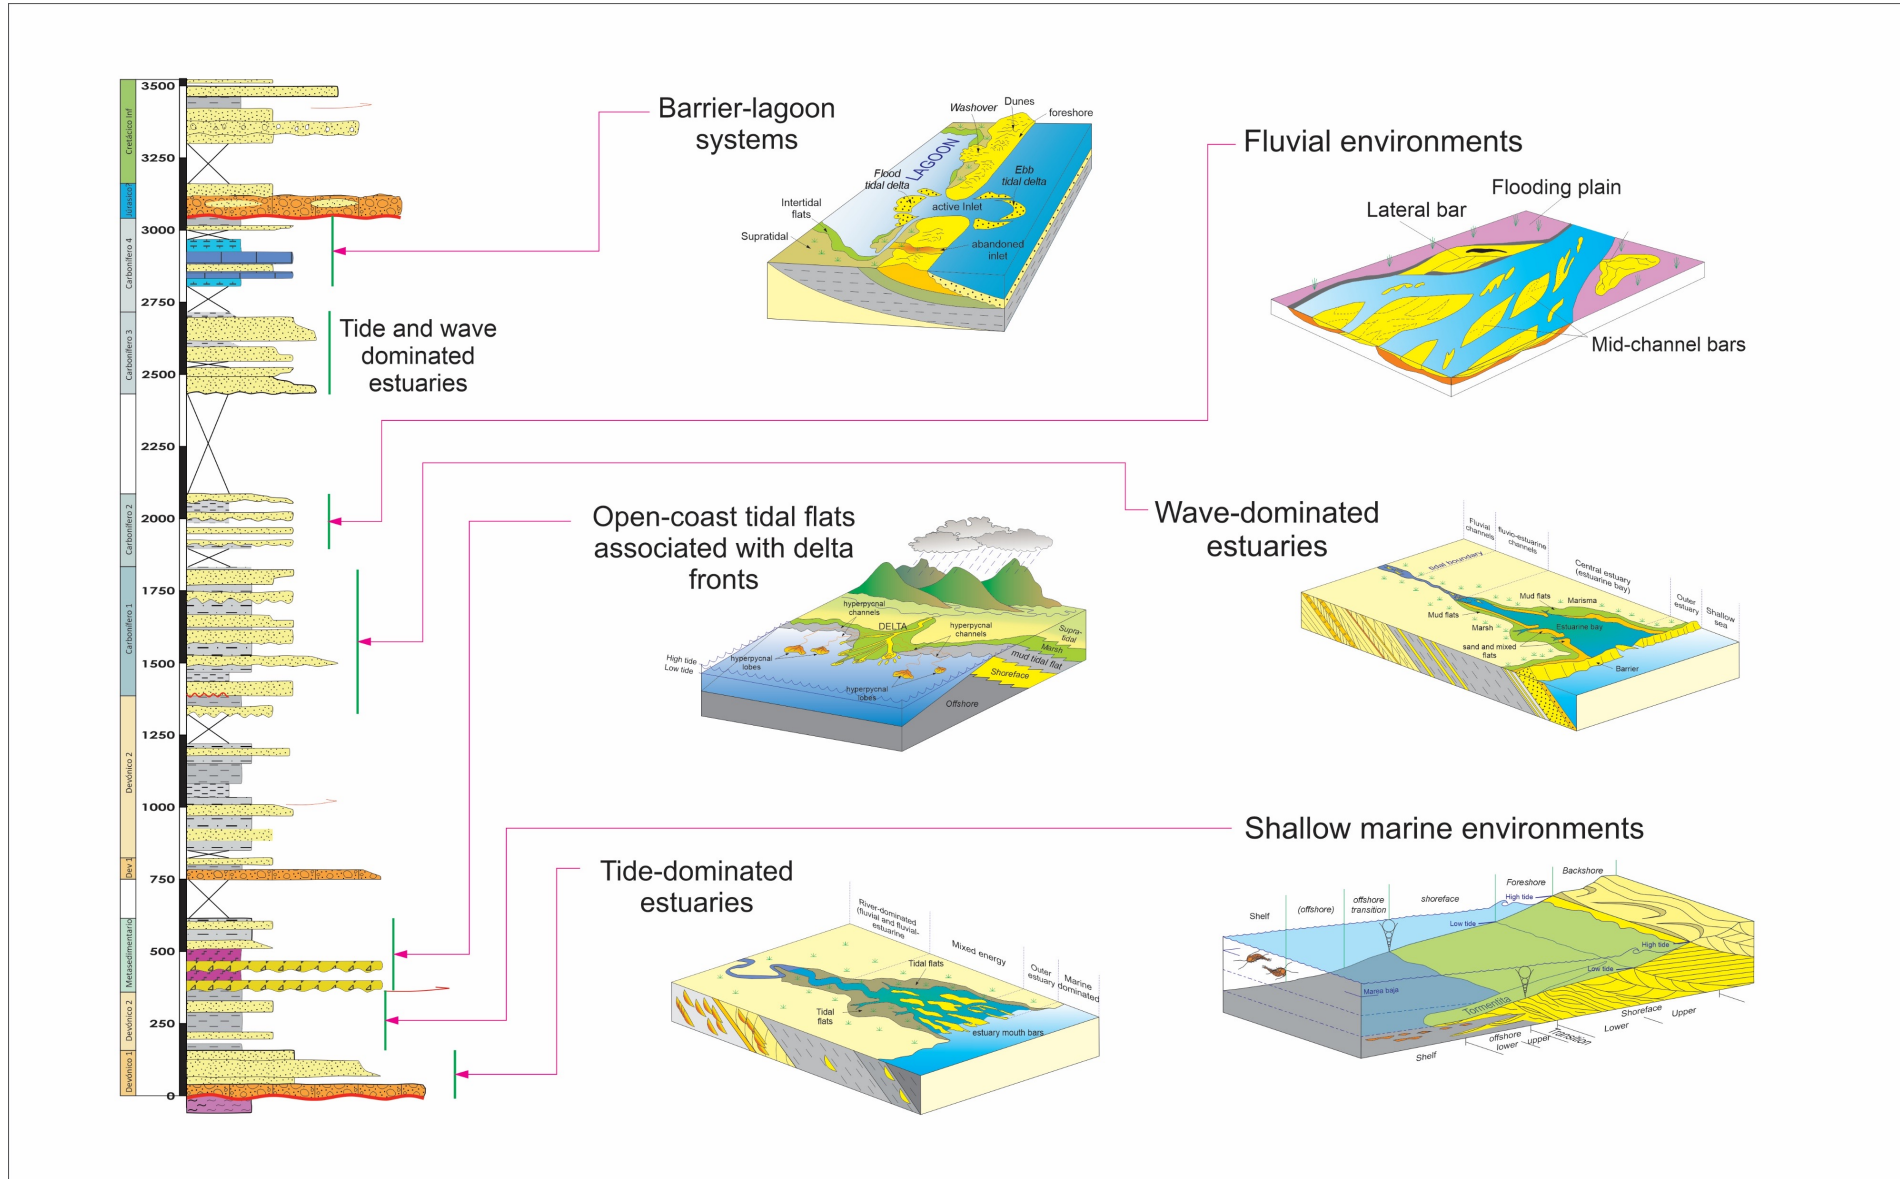 3500
3250
3000
2750
2500
2250
2000
1750
1500
1250
1000
750
500
250
0
Cretácico Inf
Jurasico?
Carbonífero 4
Carbonífero 3
Carbonífero 2
Carbonífero 1
Devónico 2
Dev 1
Metasedimentario
Devónico 2
Devónico 1
Barrier-lagoon
systems
Washover
Dunes
foreshore
LAGOON
Flood
tidal delta
Ebb
tidal delta
active Inlet
Intertidal
flats
Supratidal
abandoned
inlet
Fluvial environments
Flooding plain
Lateral bar
Mid-channel bars
Tide and wave
dominated
estuaries
Open-coast tidal flats
associated with delta
fronts
hyperpycnal
channels
DELTA
hyperpycnal
channels
hyperpycnal
lobes
hyperpycnal
lobes
High tide
Low tide
Supra-
tidal
Marsh
mud tidal flat
Shoreface
Offshore
Wave-dominated
estuaries
Fluvial
channels
fluvio-estuarine
channels
tidal boundary
Central estuary
(estuarine bay)
Outer
estuary
Shallow
sea
Mud flats
Marisma
Mud flats
Marsh
Estuarine bay
sand and mixed
flats
Barrier
Tide-dominated
estuaries
River-dominated
(fluvial and fluvial-
estuarine
Mixed energy
Outer
estuary
Marine
dominated
Tidal flats
Tidal
flats
estuary mouth bars
Shallow marine environments
Shelf
(offshore)
offshore
transition
shoreface
Foreshore
Backshore
High tide
Low tide
High tide
Low tide
Marea baja
Tormentita
Shelf
offshore
lower
upper
Transition
Lower
Shoreface
Upper